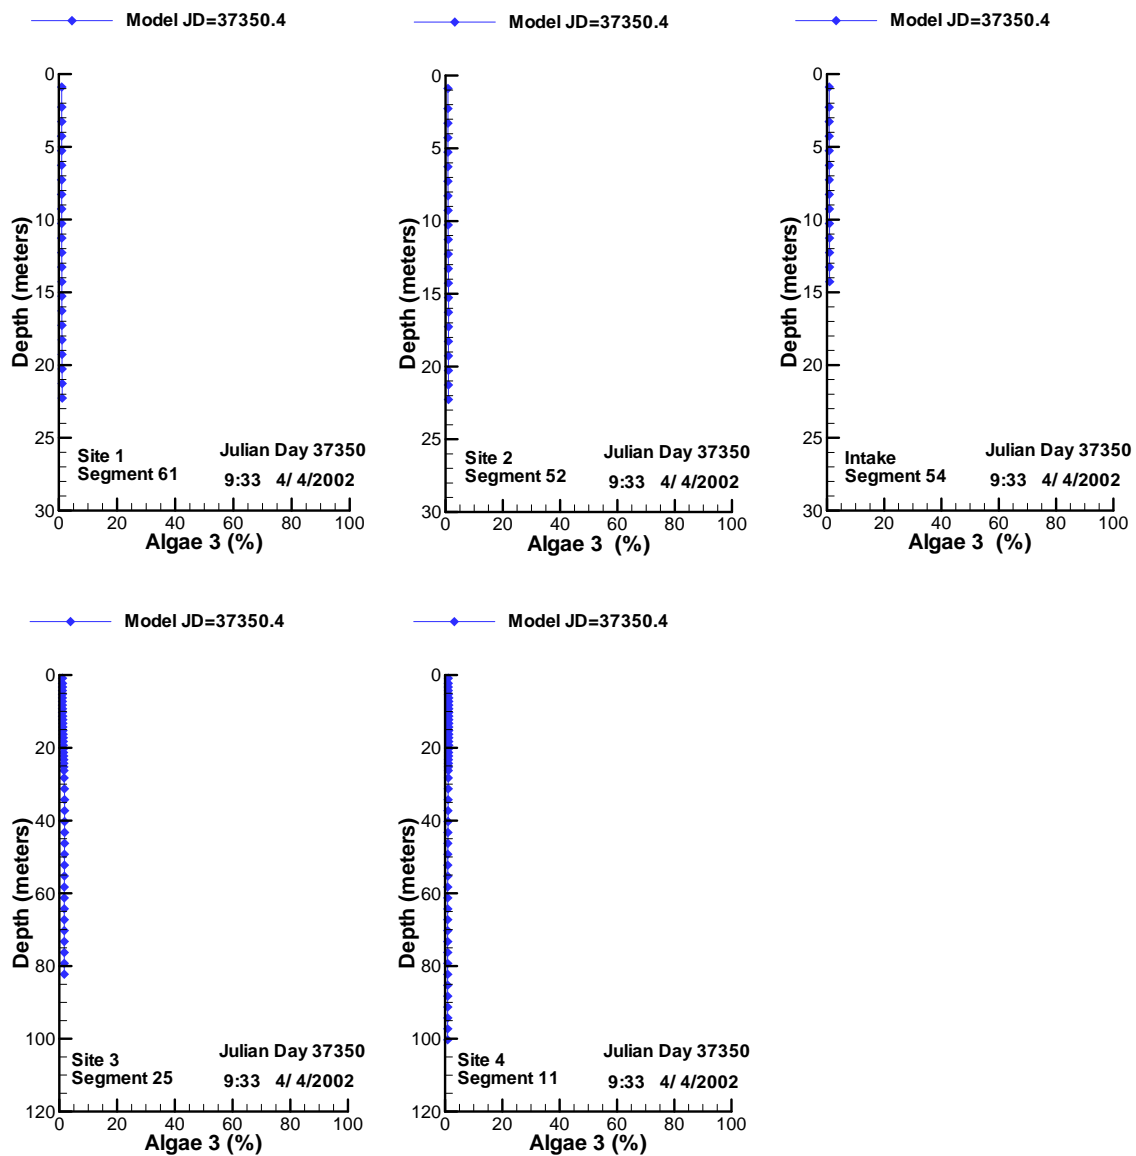 Model JD=37350.4
0
5
10
15
20
25
30
Depth (meters)
Site 1
Segment 61
Julian Day 37350
9:33 4/ 4/2002
0 20 40 60 80 100
Algae 3 (%)
Model JD=37350.4
0
5
10
15
20
25
30
Depth (meters)
Site 2
Segment 52
Julian Day 37350
9:33 4/ 4/2002
0 20 40 60 80 100
Algae 3 (%)
Model JD=37350.4
0
5
10
15
20
25
30
Depth (meters)
Intake
Segment 54
Julian Day 37350
9:33 4/ 4/2002
0 20 40 60 80 100
Algae 3 (%)
Model JD=37350.4
0
20
40
60
80
100
120
Depth (meters)
Site 3
Segment 25
Julian Day 37350
9:33 4/ 4/2002
0 20 40 60 80 100
Algae 3 (%)
Model JD=37350.4
0
20
40
60
80
100
120
Depth (meters)
Site 4
Segment 11
Julian Day 37350
9:33 4/ 4/2002
0 20 40 60 80 100
Algae 3 (%)